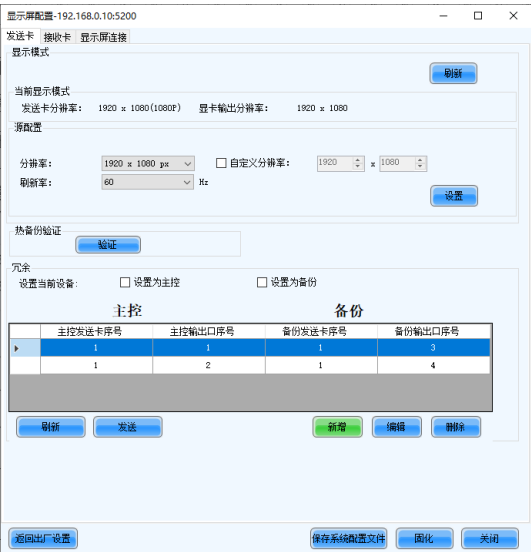 显示屏配置-192.168.0.10:5200
发送卡 接收卡 显示屏连接
显示模式
刷新
当前显示模式
发送卡分辨率: 1920 x 1080(1080P) 显卡输出分辨率: 1920 x 1080
源配置
分辨率: 1920 x 1080 px 自定义分辨率: 1920 x 1080
刷新率: 60 Hz
设置
热备份验证
验证
冗余
设置当前设备: 设置为主控 设置为备份
主控 备份
主控发送卡序号 主控输出口序号 备份发送卡序号 备份输出口序号
1 1 1 3
1 2 1 4
刷新 发送 新增 编辑 删除
返回出厂设置 保存系统配置文件 固化 关闭